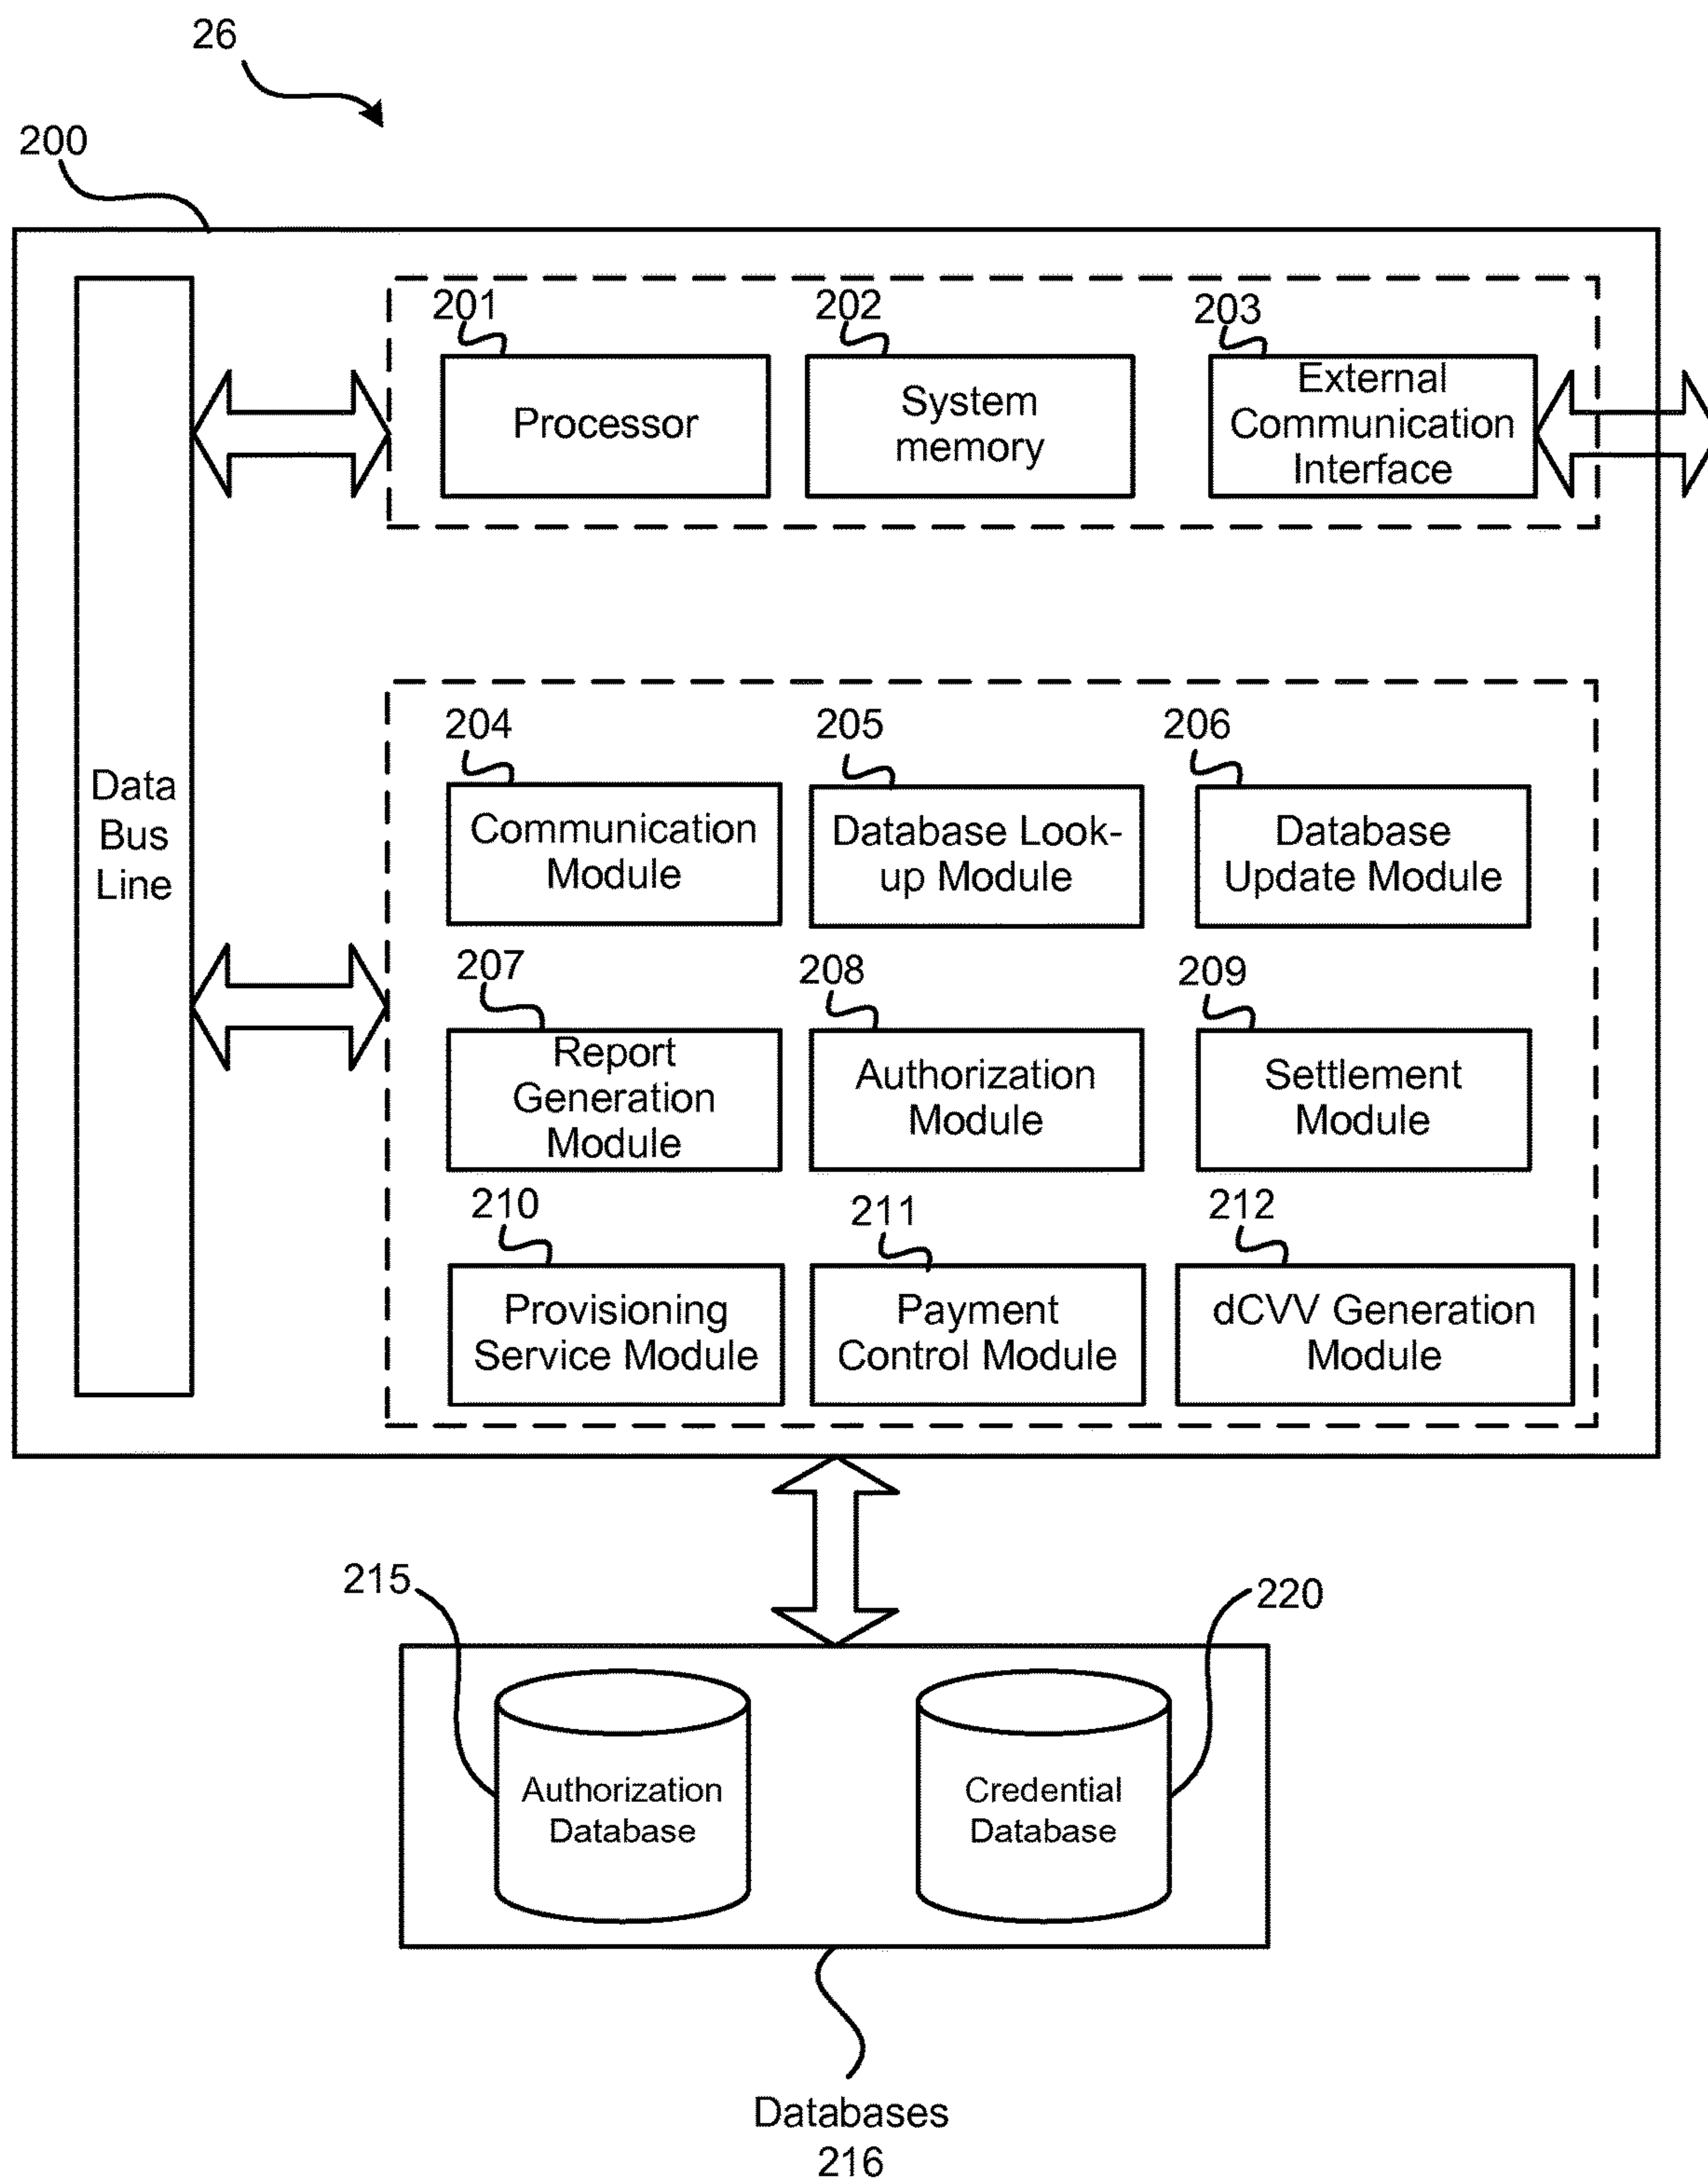 26
200
201
202
203
Processor
System
memory
External
Communication
Interface
Data
Bus
Line
204
205
206
Communication
Module
Database Look-
up Module
Database
Update Module
207
208
209
Report
Generation
Module
Authorization
Module
Settlement
Module
210
211
212
Provisioning
Service Module
Payment
Control Module
dCVV Generation
Module
215
220
Authorization
Database
Credential
Database
Databases
216